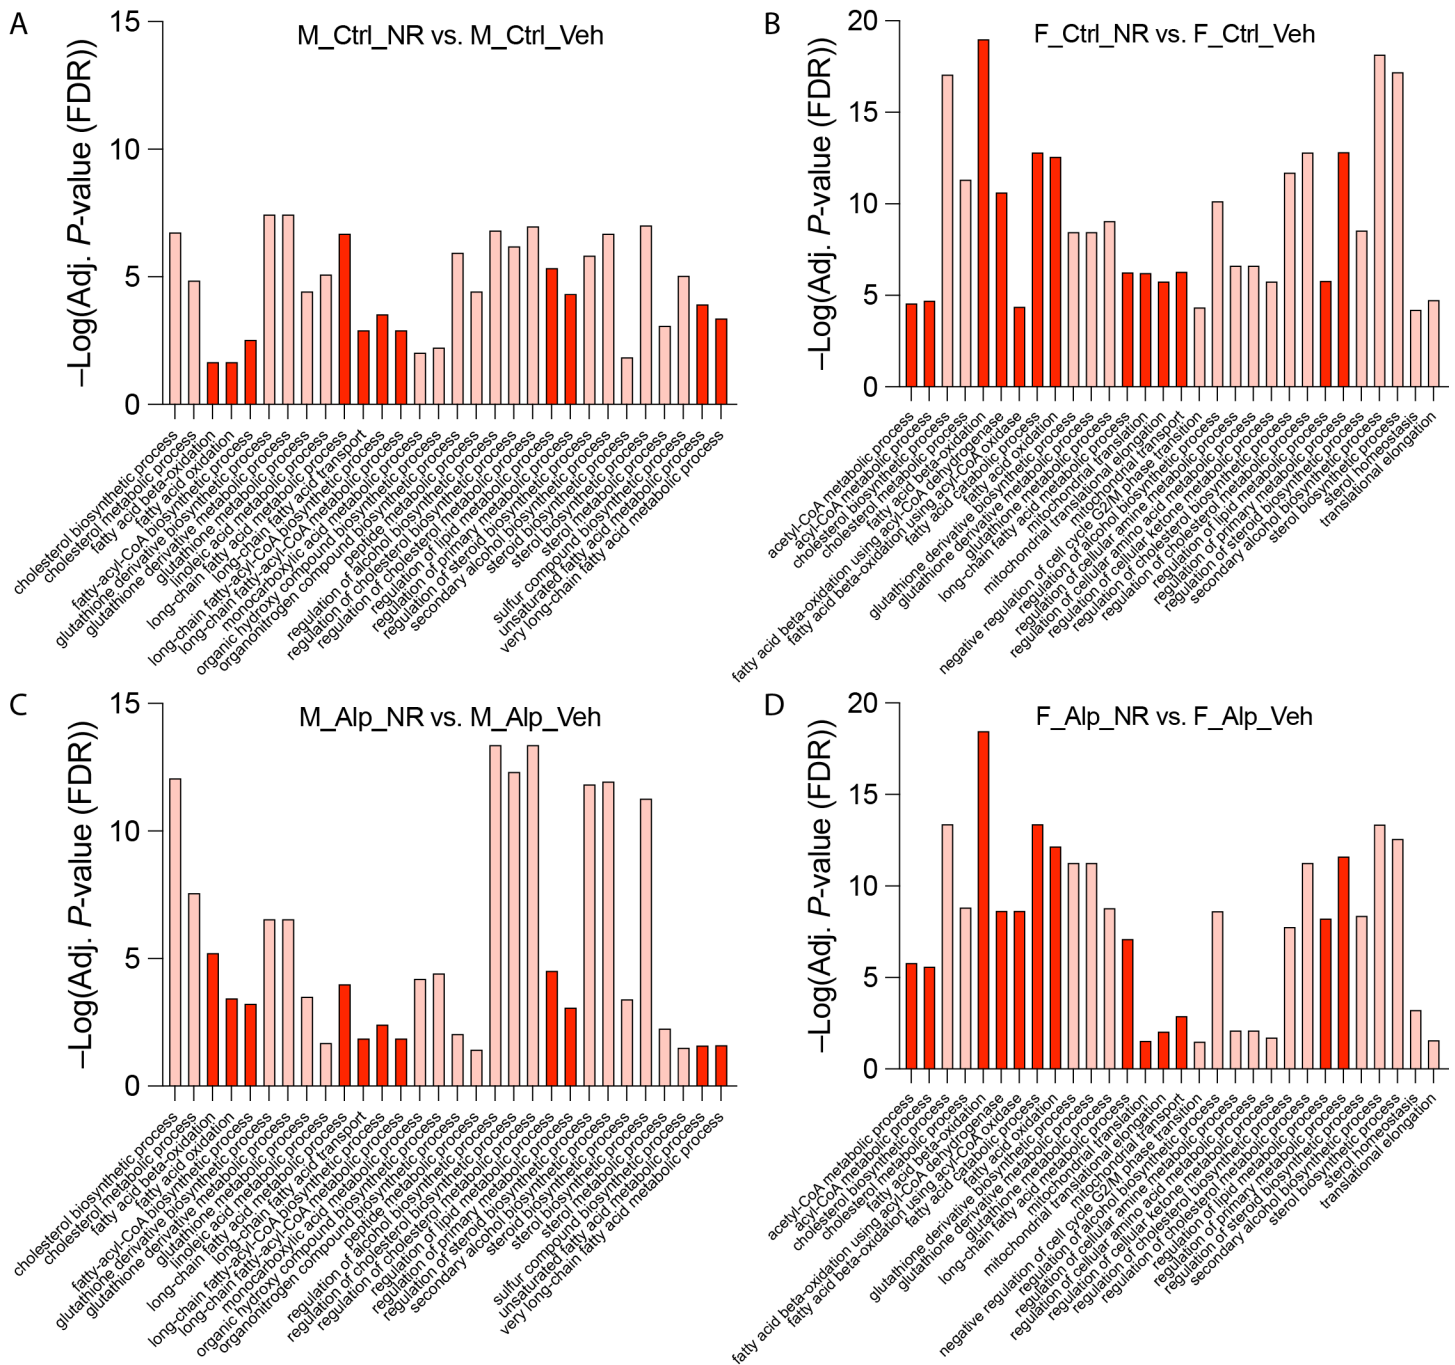 A
M_Ctrl_NR vs. M_Ctrl_Veh
–Log(Adj. P-value (FDR))
15
10
5
0
cholesterol biosynthetic process
cholesterol metabolic process
fatty acid beta-oxidation
fatty acid oxidation
fatty-acyl-CoA biosynthetic process
glutathione derivative biosynthetic process
glutathione derivative metabolic process
glutathione metabolic process
linoleic acid metabolic process
long-chain fatty acid metabolic process
long-chain fatty acid transport
long-chain fatty-acyl-CoA biosynthetic process
long-chain fatty-acyl-CoA metabolic process
monocarboxylic acid metabolic process
organic hydroxy compound biosynthetic process
organonitrogen compound biosynthetic process
peptide metabolic process
regulation of alcohol biosynthetic process
regulation of cholesterol biosynthetic process
regulation of cholesterol metabolic process
regulation of lipid metabolic process
regulation of primary metabolic process
regulation of steroid biosynthetic process
secondary alcohol biosynthetic process
steroid biosynthetic process
sterol biosynthetic process
sterol metabolic process
sulfur compound biosynthetic process
unsaturated fatty acid metabolic process
very long-chain fatty acid metabolic process
B
F_Ctrl_NR vs. F_Ctrl_Veh
–Log(Adj. P-value (FDR))
20
15
10
5
0
acetyl-CoA metabolic process
acyl-CoA metabolic process
cholesterol biosynthetic process
cholesterol metabolic process
fatty acid beta-oxidation
fatty acid beta-oxidation using acyl-CoA dehydrogenase
fatty acid beta-oxidation using acyl-CoA oxidase
fatty acid catabolic process
fatty acid oxidation
glutathione derivative biosynthetic process
glutathione derivative metabolic process
glutathione metabolic process
long-chain fatty acid metabolic process
mitochondrial translation
mitochondrial translational elongation
mitochondrial transport
negative regulation of cell cycle G2/M phase transition
regulation of alcohol biosynthetic process
regulation of cellular amine metabolic process
regulation of cellular amino acid metabolic process
regulation of cellular ketone metabolic process
regulation of cholesterol biosynthetic process
regulation of cholesterol metabolic process
regulation of lipid metabolic process
regulation of primary metabolic process
regulation of steroid biosynthetic process
secondary alcohol biosynthetic process
sterol biosynthetic process
sterol homeostasis
translational elongation
C
M_Alp_NR vs. M_Alp_Veh
–Log(Adj. P-value (FDR))
15
10
5
0
cholesterol biosynthetic process
cholesterol metabolic process
fatty acid beta-oxidation
fatty acid oxidation
fatty-acyl-CoA biosynthetic process
glutathione derivative biosynthetic process
glutathione derivative metabolic process
glutathione metabolic process
linoleic acid metabolic process
long-chain fatty acid metabolic process
long-chain fatty acid transport
long-chain fatty-acyl-CoA biosynthetic process
long-chain fatty-acyl-CoA metabolic process
monocarboxylic acid metabolic process
organic hydroxy compound biosynthetic process
organonitrogen compound biosynthetic process
peptide metabolic process
regulation of alcohol biosynthetic process
regulation of cholesterol biosynthetic process
regulation of cholesterol metabolic process
regulation of lipid metabolic process
regulation of primary metabolic process
regulation of steroid biosynthetic process
secondary alcohol biosynthetic process
steroid biosynthetic process
sterol biosynthetic process
sterol metabolic process
sulfur compound biosynthetic process
unsaturated fatty acid metabolic process
very long-chain fatty acid metabolic process
D
F_Alp_NR vs. F_Alp_Veh
–Log(Adj. P-value (FDR))
20
15
10
5
0
acetyl-CoA metabolic process
acyl-CoA metabolic process
cholesterol biosynthetic process
cholesterol metabolic process
fatty acid beta-oxidation
fatty acid beta-oxidation using acyl-CoA dehydrogenase
fatty acid beta-oxidation using acyl-CoA oxidase
fatty acid catabolic process
fatty acid oxidation
glutathione derivative biosynthetic process
glutathione derivative metabolic process
glutathione metabolic process
long-chain fatty acid metabolic process
mitochondrial translation
mitochondrial translational elongation
mitochondrial transport
negative regulation of cell cycle G2/M phase transition
regulation of alcohol biosynthetic process
regulation of cellular amine metabolic process
regulation of cellular amino acid metabolic process
regulation of cellular ketone metabolic process
regulation of cholesterol biosynthetic process
regulation of cholesterol metabolic process
regulation of lipid metabolic process
regulation of primary metabolic process
regulation of steroid biosynthetic process
secondary alcohol biosynthetic process
sterol biosynthetic process
sterol homeostasis
translational elongation